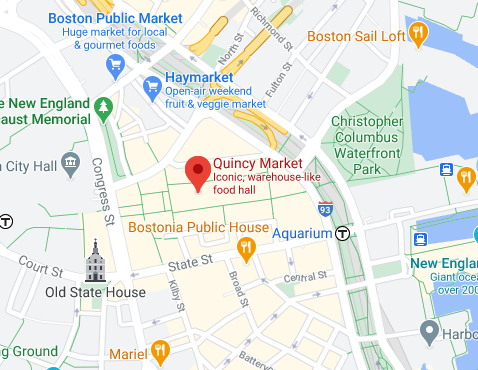 Boston Public Market
Huge market for local
& gourmet foods
North St
Richmond St
Boston Sail Loft
Haymarket
Open-air weekend
fruit & veggie market
Fulton St
e New England
caust Memorial
Christopher
Columbus
Waterfront
Park
City Hall
Congress St
Quincy Market
Iconic, warehouse-like
food hall
93
Bostonia Public House
Aquarium
T
T
Court St
State St
New England
Giant oce
over 200
Central St
Old State House
Kilby St
Broad St
Harbo
ng Ground
Mariel
Batterym